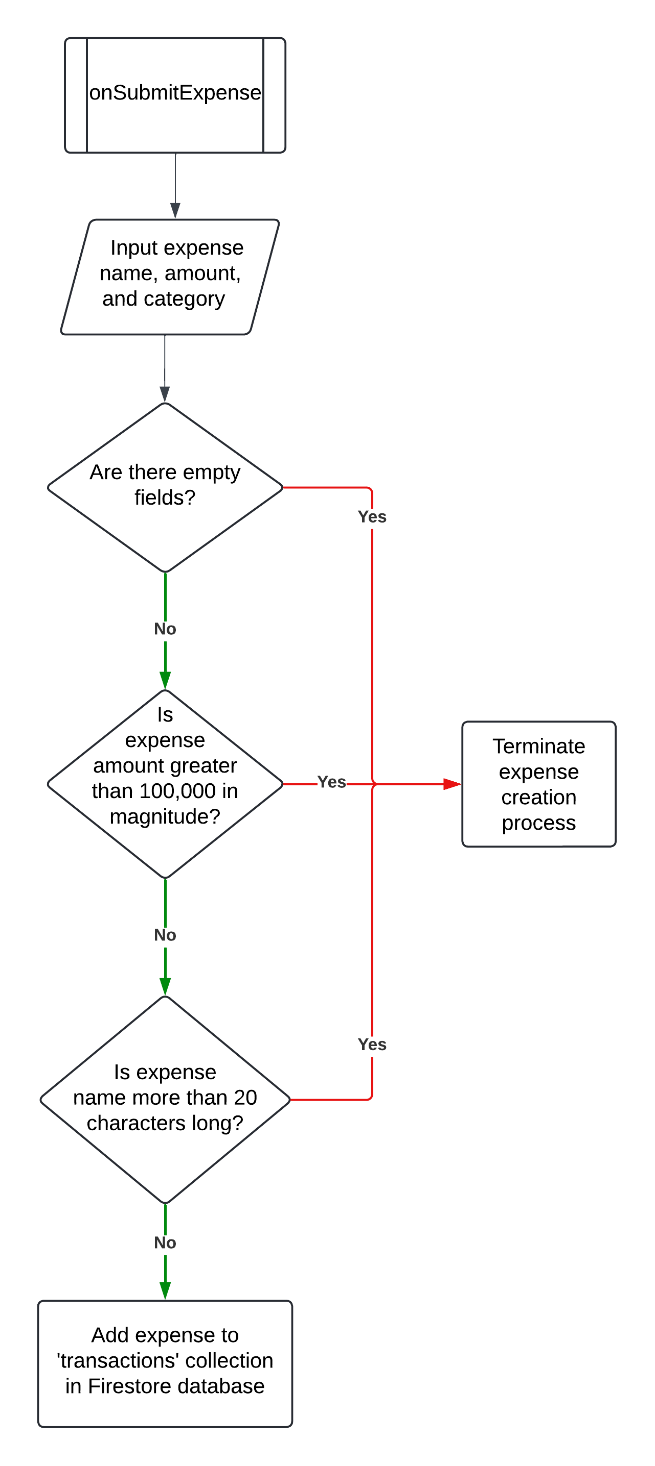 onSubmitExpense
Input expense
name, amount,
and category
Are there empty
fields?
Yes
No
Is
expense
amount greater
than 100,000 in
magnitude?
Yes
Terminate
expense
creation
process
No
Is expense
name more than 20
characters long?
Yes
No
Add expense to
'transactions' collection
in Firestore database